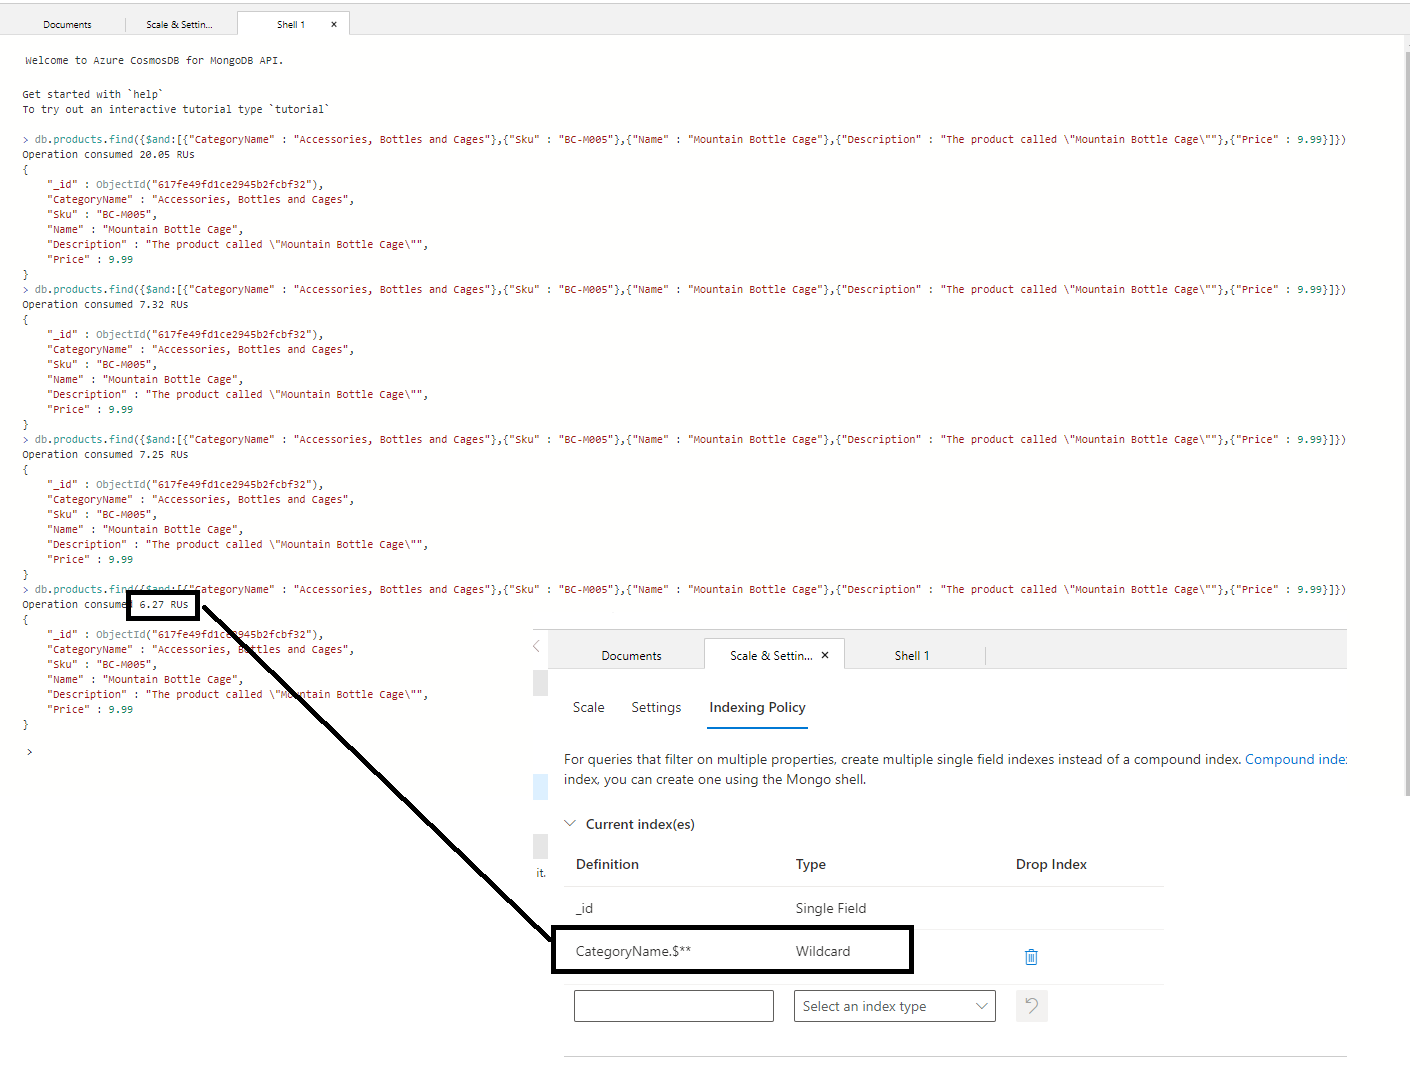 Documents
Scale & Settin...
Shell 1
×
Welcome to Azure CosmosDB for MongoDB API.
Get started with `help`
To try out an interactive tutorial type `tutorial`
> db.products.find({$and:[{"CategoryName" : "Accessories, Bottles and Cages"},{"Sku" : "BC-M005"},{"Name" : "Mountain Bottle Cage"},{"Description" : "The product called \"Mountain Bottle Cage\""},{"Price" : 9.99}]})
Operation consumed 20.05 RUs
{
"_id" : ObjectId("617fe49fd1ce2945b2fcbf32"),
"CategoryName" : "Accessories, Bottles and Cages",
"Sku" : "BC-M005",
"Name" : "Mountain Bottle Cage",
"Description" : "The product called \"Mountain Bottle Cage\"",
"Price" : 9.99
}
> db.products.find({$and:[{"CategoryName" : "Accessories, Bottles and Cages"},{"Sku" : "BC-M005"},{"Name" : "Mountain Bottle Cage"},{"Description" : "The product called \"Mountain Bottle Cage\""},{"Price" : 9.99}]})
Operation consumed 7.32 RUs
{
"_id" : ObjectId("617fe49fd1ce2945b2fcbf32"),
"CategoryName" : "Accessories, Bottles and Cages",
"Sku" : "BC-M005",
"Name" : "Mountain Bottle Cage",
"Description" : "The product called \"Mountain Bottle Cage\"",
"Price" : 9.99
}
> db.products.find({$and:[{"CategoryName" : "Accessories, Bottles and Cages"},{"Sku" : "BC-M005"},{"Name" : "Mountain Bottle Cage"},{"Description" : "The product called \"Mountain Bottle Cage\""},{"Price" : 9.99}]})
Operation consumed 7.25 RUs
{
"_id" : ObjectId("617fe49fd1ce2945b2fcbf32"),
"CategoryName" : "Accessories, Bottles and Cages",
"Sku" : "BC-M005",
"Name" : "Mountain Bottle Cage",
"Description" : "The product called \"Mountain Bottle Cage\"",
"Price" : 9.99
}
> db.products.find({$and:[{"CategoryName" : "Accessories, Bottles and Cages"},{"Sku" : "BC-M005"},{"Name" : "Mountain Bottle Cage"},{"Description" : "The product called \"Mountain Bottle Cage\""},{"Price" : 9.99}]})
Operation consumed 6.27 RUs
{
"_id" : ObjectId("617fe49fd1ce2945b2fcbf32"),
"CategoryName" : "Accessories, Bottles and Cages",
"Sku" : "BC-M005",
"Name" : "Mountain Bottle Cage",
"Description" : "The product called \"Mountain Bottle Cage\"",
"Price" : 9.99
}
>
Documents
Scale & Settin... ×
Shell 1
Scale
Settings
Indexing Policy
For queries that filter on multiple properties, create multiple single field indexes instead of a compound index. Compound inde
index, you can create one using the Mongo shell.
Current index(es)
Definition Type Drop Index
it.
_id Single Field
CategoryName.$** Wildcard
Select an index type